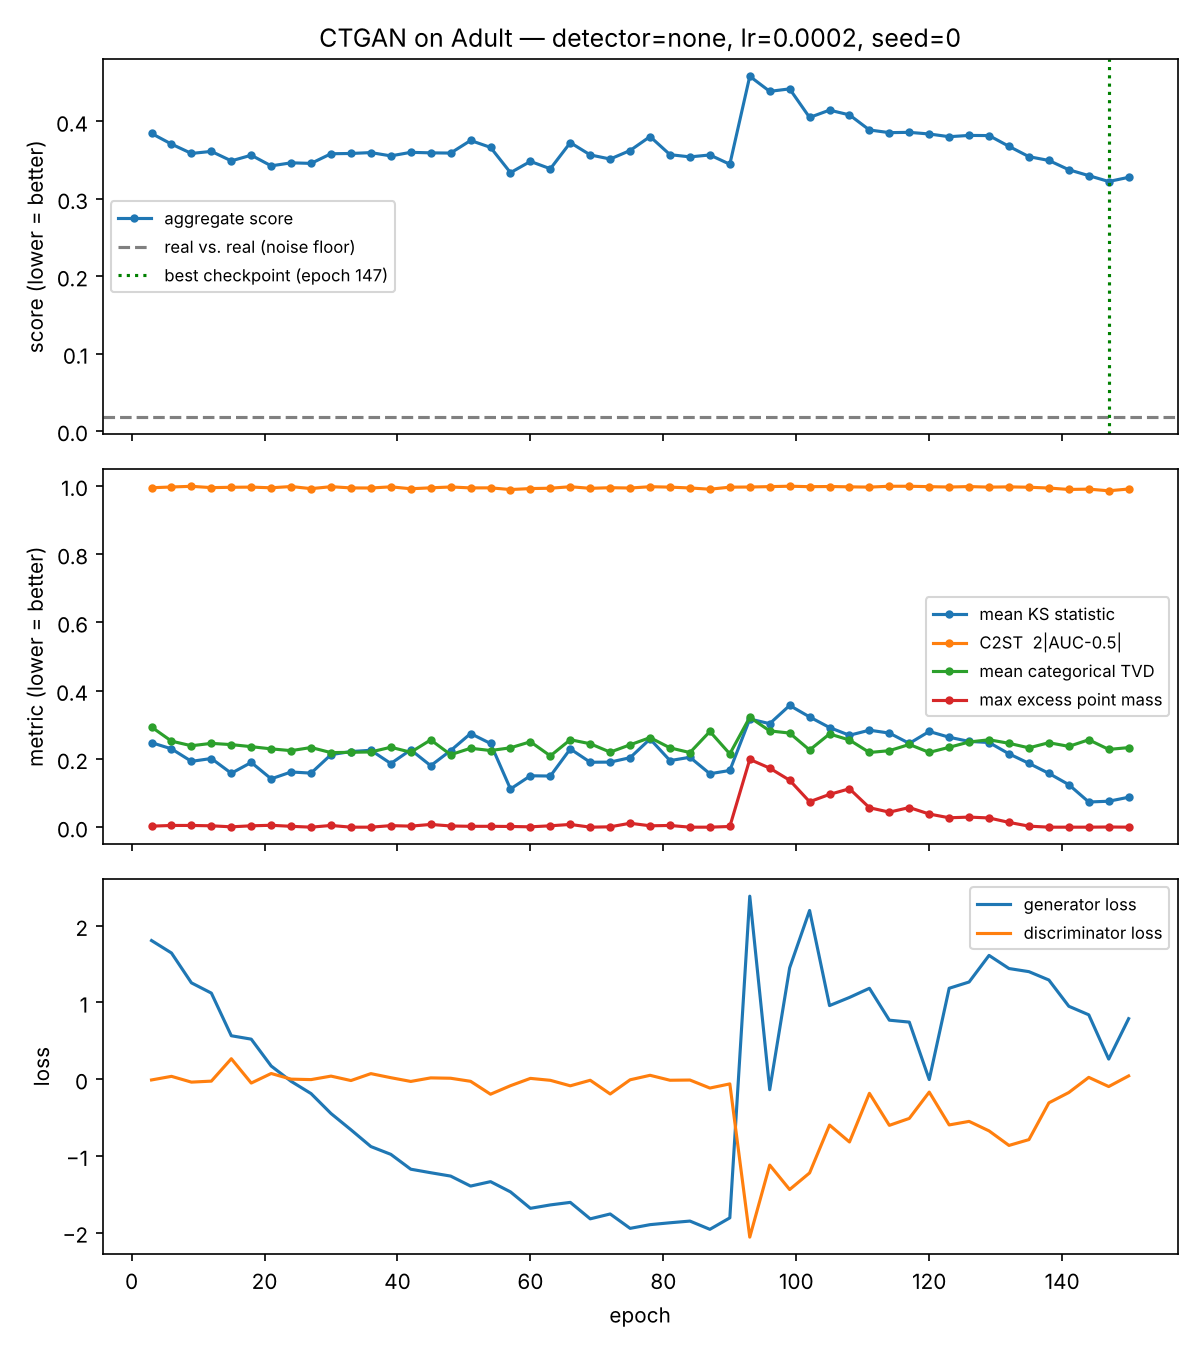 CTGAN on Adult — detector=none, lr=0.0002, seed=0
score (lower = better)
0.4
0.3
0.2
0.1
0.0
aggregate score
real vs. real (noise floor)
best checkpoint (epoch 147)
metric (lower = better)
1.0
0.8
0.6
0.4
0.2
0.0
mean KS statistic
C2ST  2|AUC-0.5|
mean categorical TVD
max excess point mass
loss
2
1
0
−1
−2
generator loss
discriminator loss
0 20 40 60 80 100 120 140
epoch